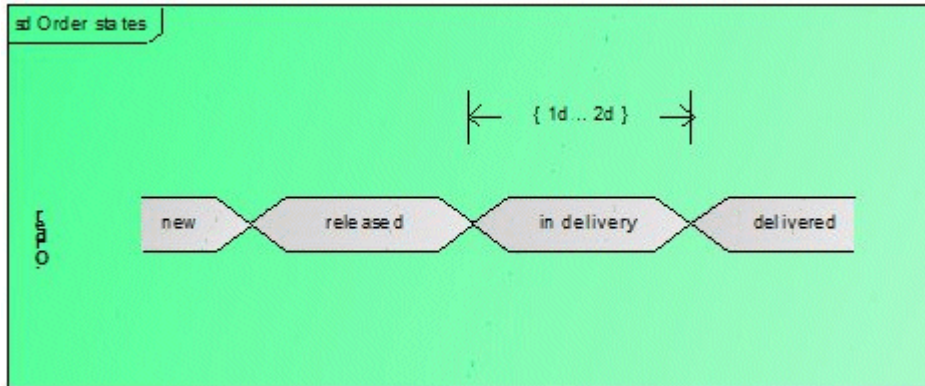 sd Order states
{ 1d ... 2d }
new
released
in delivery
delivered